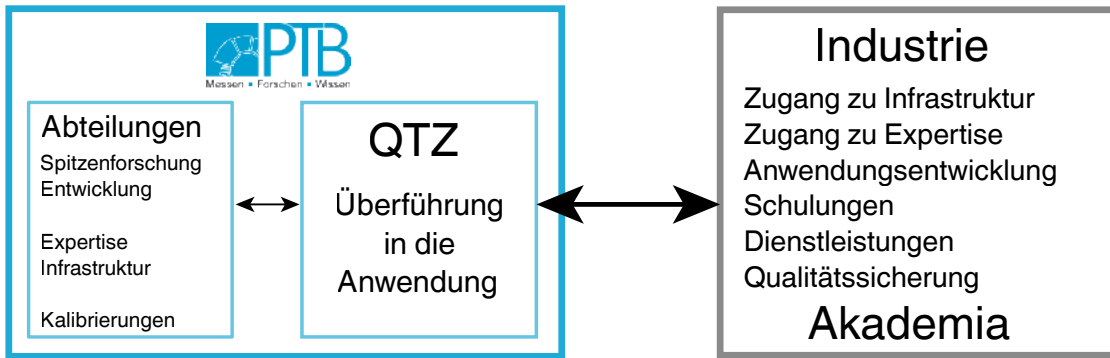 PTB
Messen ▪ Forschen ▪ Wissen
Abteilungen
Spitzenforschung
Entwicklung
Expertise
Infrastruktur
Kalibrierungen
QTZ
Überführung
in die
Anwendung
Industrie
Zugang zu Infrastruktur
Zugang zu Expertise
Anwendungsentwicklung
Schulungen
Dienstleistungen
Qualitätssicherung
Akademia